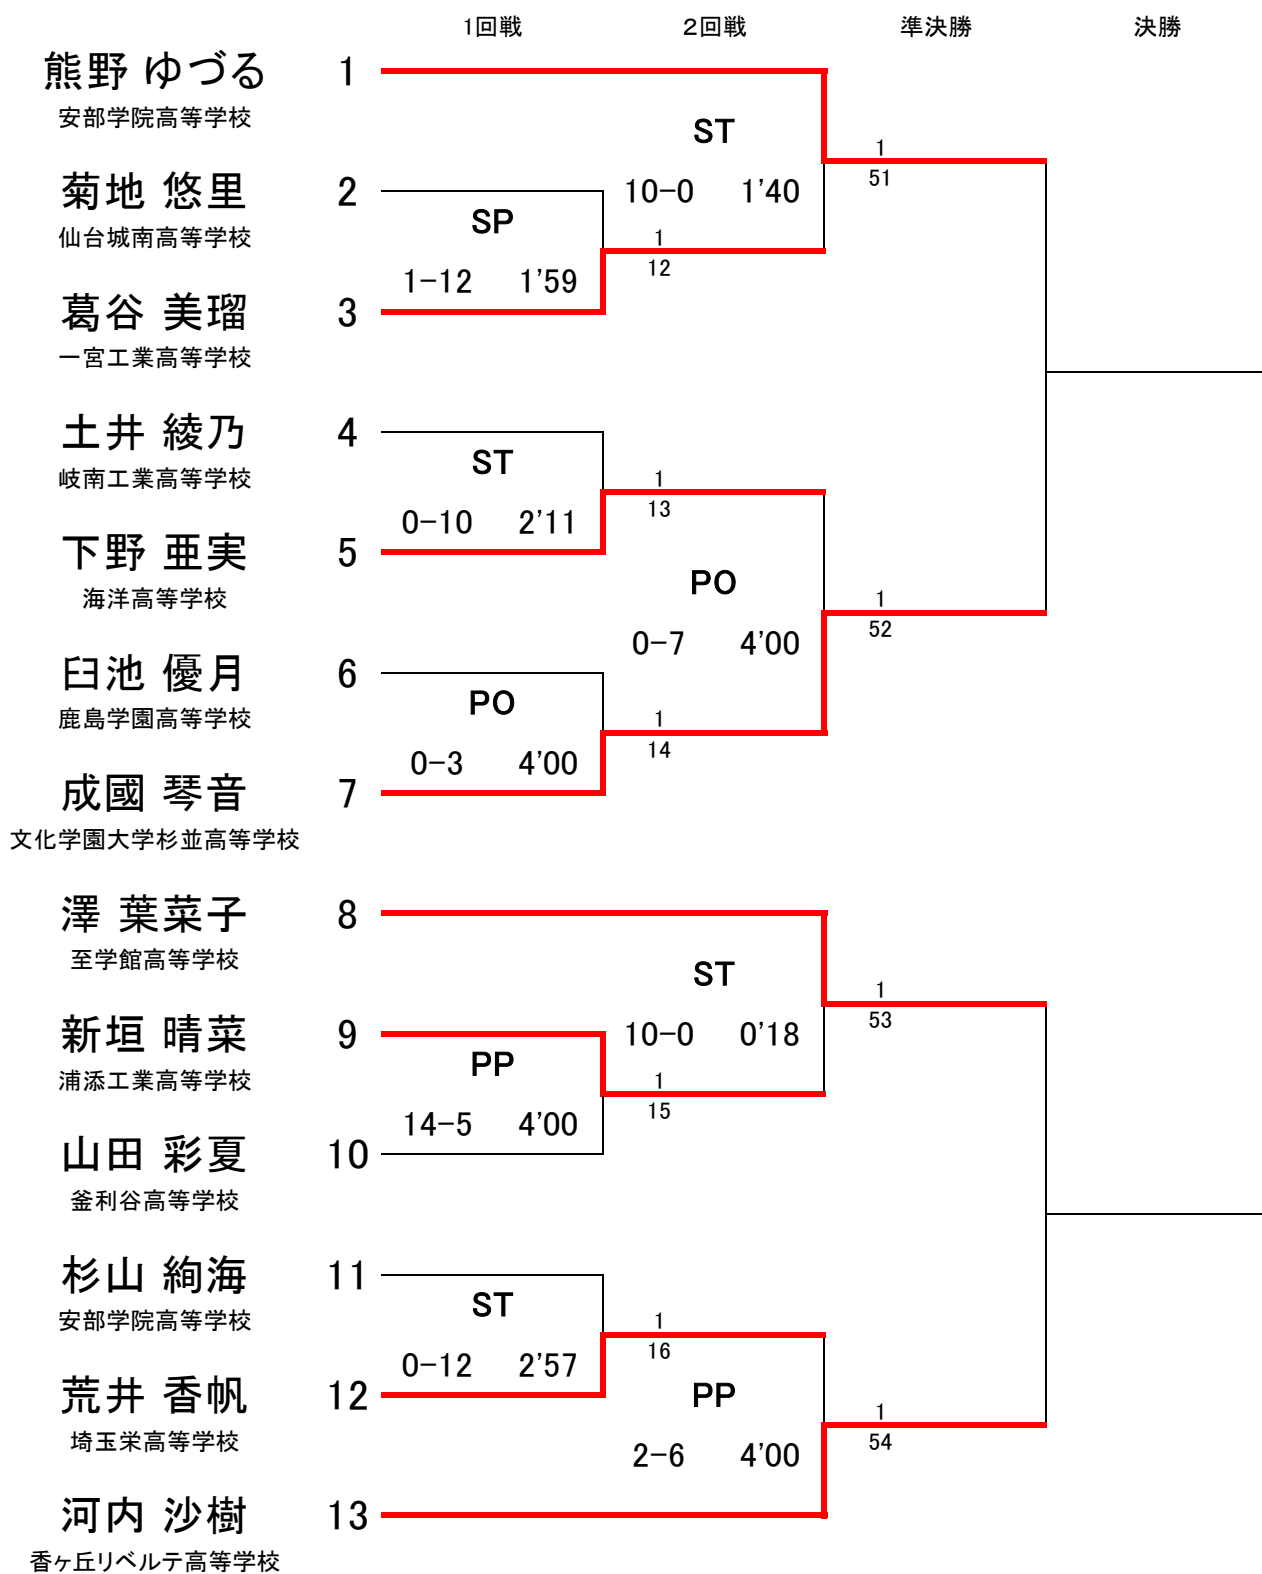 1回戦 2回戦 準決勝 決勝
熊野 ゆづる 1
安部学院高等学校
ST
10-0 1'40
1
51
菊地 悠里 2
仙台城南高等学校
SP
1-12 1'59
1
12
葛谷 美瑠 3
一宮工業高等学校
土井 綾乃 4
岐南工業高等学校
ST
0-10 2'11
1
13
下野 亜実 5
海洋高等学校
PO
0-7 4'00
1
52
臼池 優月 6
鹿島学園高等学校
PO
0-3 4'00
1
14
成國 琴音 7
文化学園大学杉並高等学校
澤 葉菜子 8
至学館高等学校
ST
10-0 0'18
1
53
新垣 晴菜 9
浦添工業高等学校
PP
14-5 4'00
1
15
山田 彩夏 10
釜利谷高等学校
杉山 絢海 11
安部学院高等学校
ST
0-12 2'57
1
16
荒井 香帆 12
埼玉栄高等学校
PP
2-6 4'00
1
54
河内 沙樹 13
香ヶ丘リベルテ高等学校